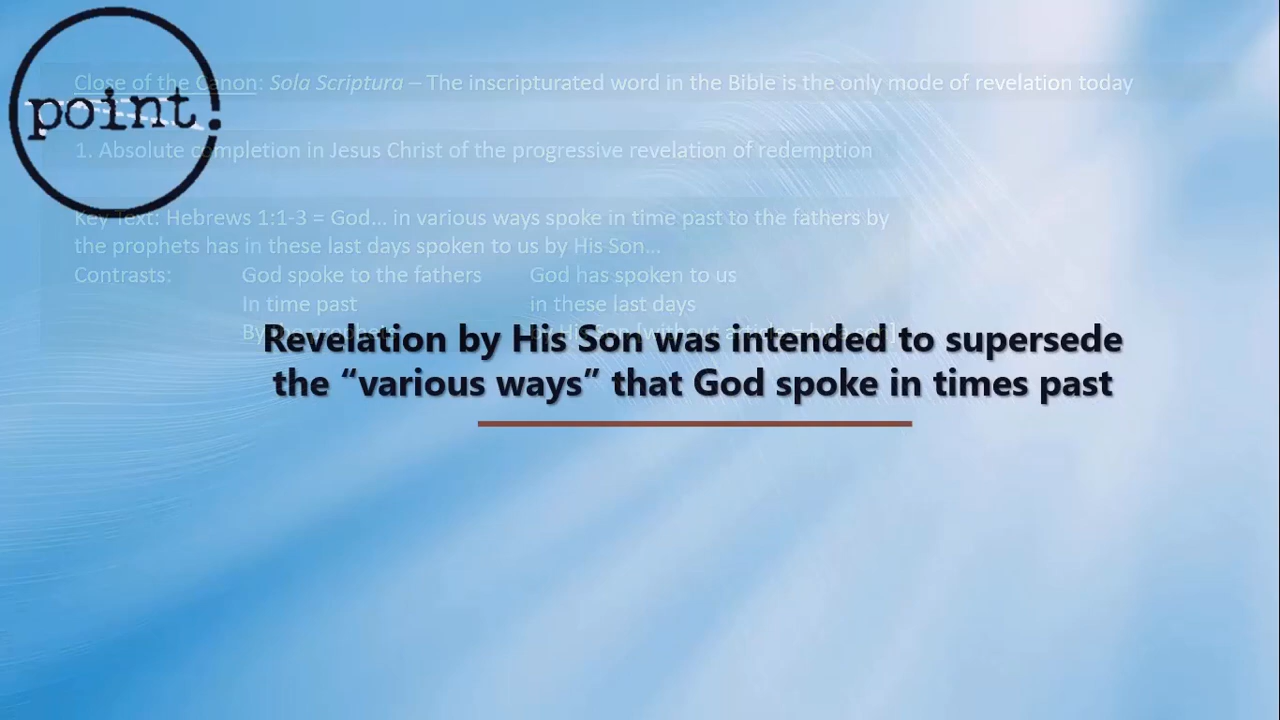 point!
Close of the Canon: Sola Scriptura – The inscripturated word in the Bible is the only mode of revelation today
1. Absolute completion in Jesus Christ of the progressive revelation of redemption
Key Text: Hebrews 1:1-3 = God... in various ways spoke in time past to the fathers by
the prophets has in these last days spoken to us by His Son...
Contrasts: God spoke to the fathers God has spoken to us
In time past in these last days
By the
Revelation by His Son was intended to supersede
the “various ways” that God spoke in times past